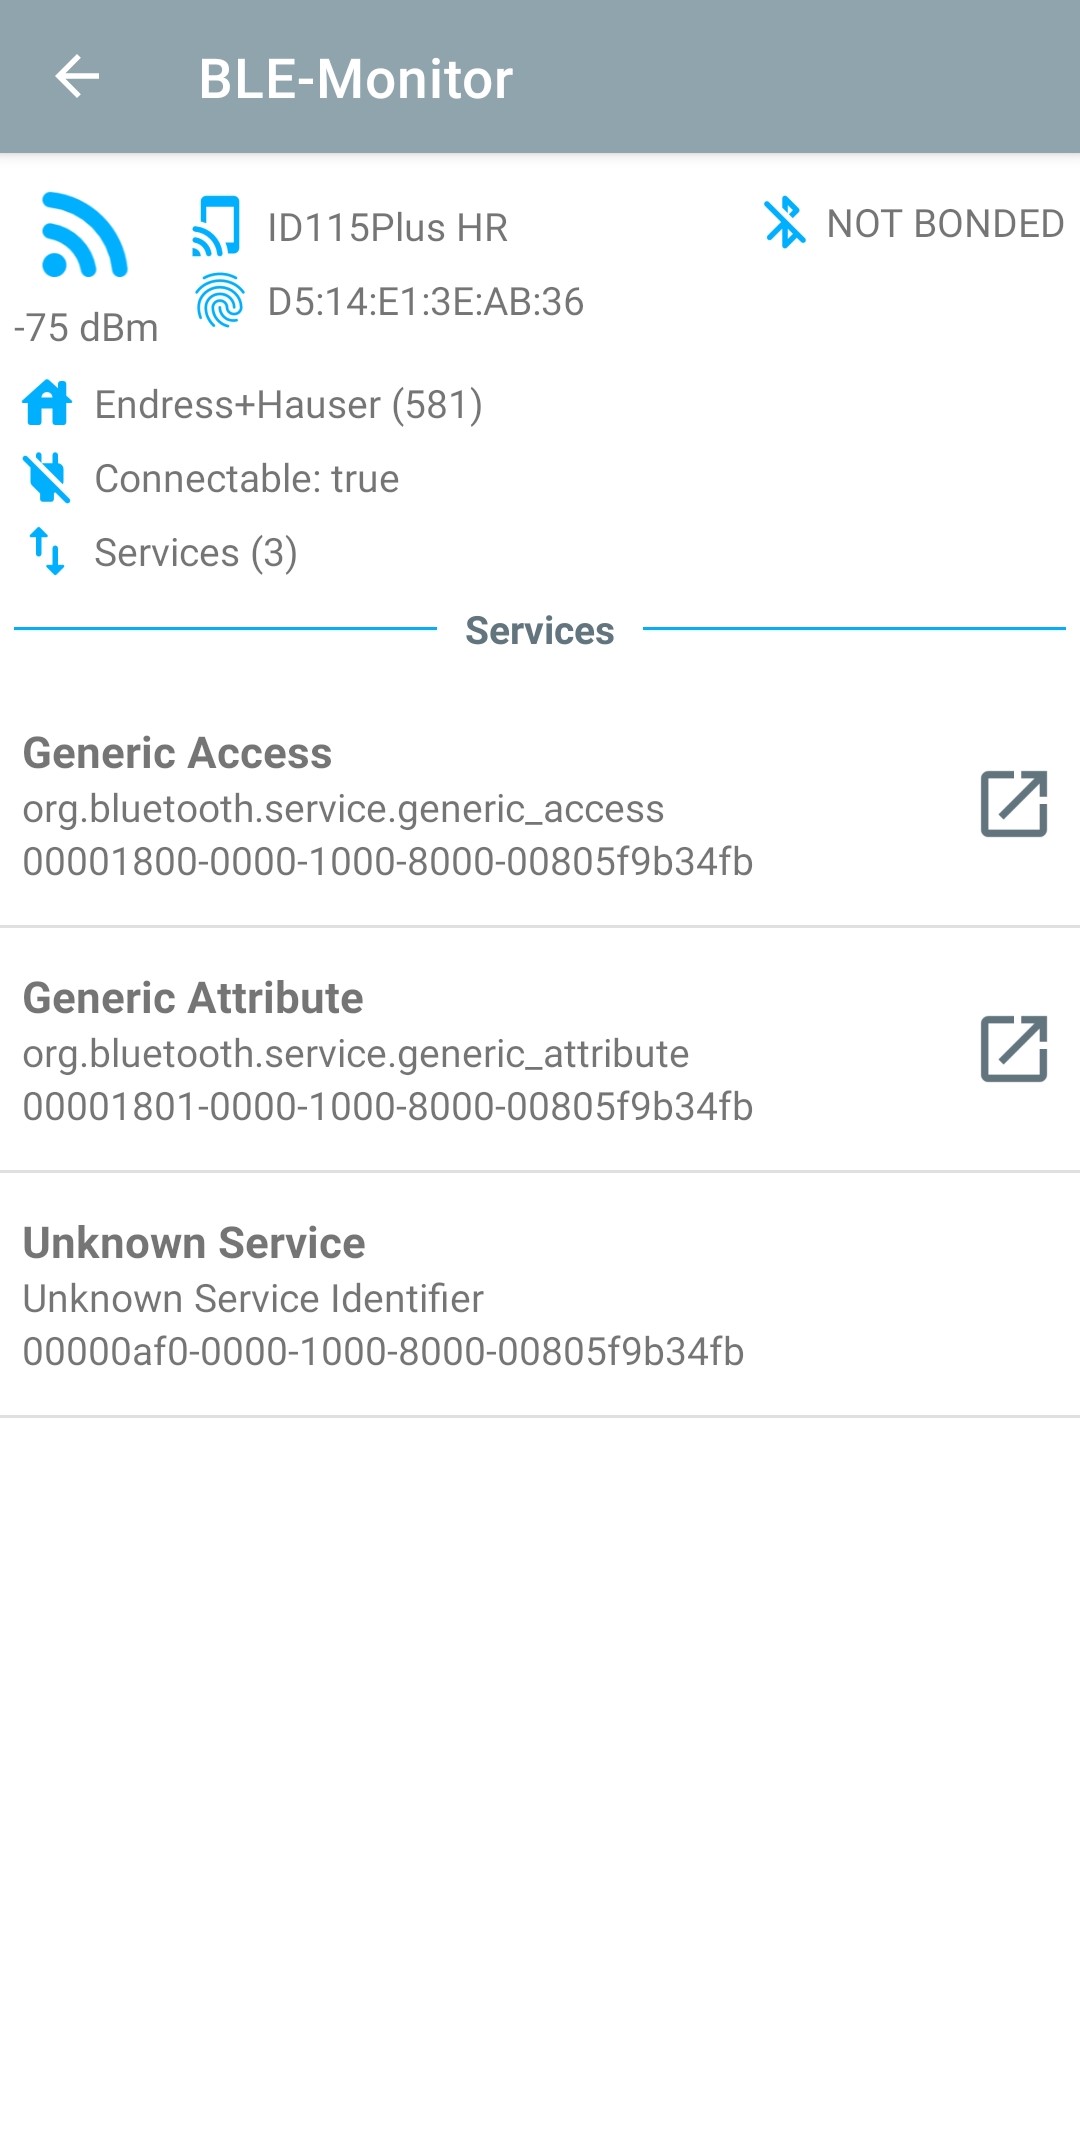 BLE-Monitor
ID115Plus HR
NOT BONDED
D5:14:E1:3E:AB:36
-75 dBm
Endress+Hauser (581)
Connectable: true
Services (3)
Services
Generic Access
org.bluetooth.service.generic_access
00001800-0000-1000-8000-00805f9b34fb
Generic Attribute
org.bluetooth.service.generic_attribute
00001801-0000-1000-8000-00805f9b34fb
Unknown Service
Unknown Service Identifier
00000af0-0000-1000-8000-00805f9b34fb